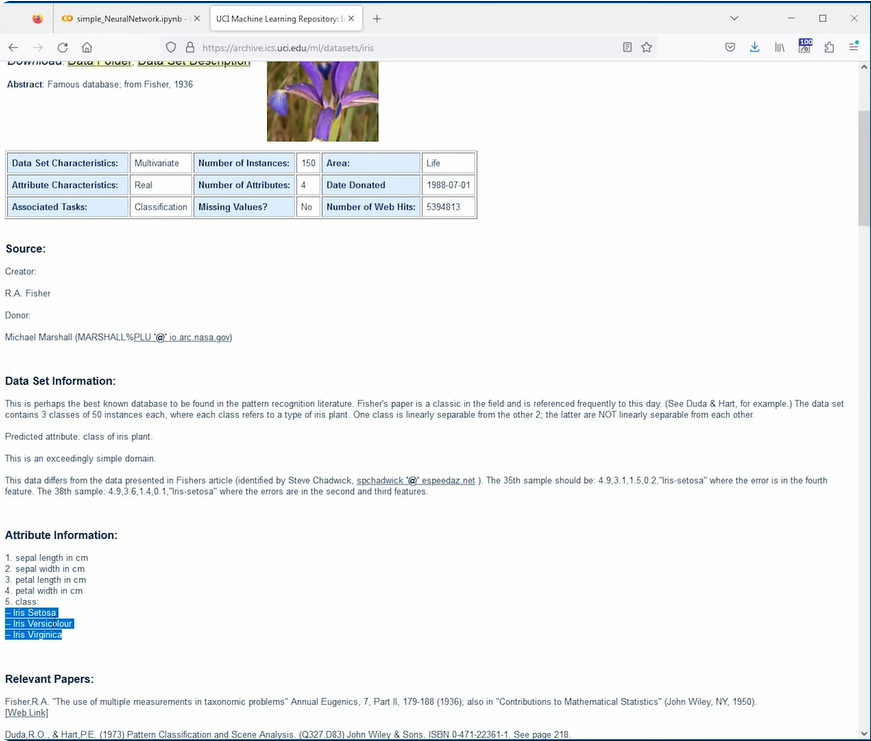 simple_NeuralNetwork.ipynb - 
UCI Machine Learning Repository: I
https://archive.ics.uci.edu/ml/datasets/iris
100
Download: Data Folder, Data Set Description
Abstract: Famous database; from Fisher, 1936
Data Set Characteristics: Multivariate Number of Instances: 150 Area: Life
Attribute Characteristics: Real Number of Attributes: 4 Date Donated 1988-07-01
Associated Tasks: Classification Missing Values? No Number of Web Hits: 5394813
Source:
Creator:
R.A. Fisher
Donor:
Michael Marshall (MARSHALL%PLU '@' io.arc.nasa.gov)
Data Set Information:
This is perhaps the best known database to be found in the pattern recognition literature. Fisher's paper is a classic in the field and is referenced frequently to this day. (See Duda & Hart, for example.) The data set
contains 3 classes of 50 instances each, where each class refers to a type of iris plant. One class is linearly separable from the other 2; the latter are NOT linearly separable from each other.
Predicted attribute: class of iris plant.
This is an exceedingly simple domain.
This data differs from the data presented in Fishers article (identified by Steve Chadwick, spchadwick '@' espeedaz.net ). The 35th sample should be: 4.9,3.1,1.5,0.2,"Iris-setosa" where the error is in the fourth
feature. The 38th sample: 4.9,3.6,1.4,0.1,"Iris-setosa" where the errors are in the second and third features.
Attribute Information:
1. sepal length in cm
2. sepal width in cm
3. petal length in cm
4. petal width in cm
5. class:
-- Iris Setosa
-- Iris Versicolour
-- Iris Virginica
Relevant Papers:
Fisher,R.A. "The use of multiple measurements in taxonomic problems" Annual Eugenics, 7, Part II, 179-188 (1936); also in "Contributions to Mathematical Statistics" (John Wiley, NY, 1950).
[Web Link]
Duda,R.O., & Hart,P.E. (1973) Pattern Classification and Scene Analysis. (Q327.D83) John Wiley & Sons. ISBN 0-471-22361-1. See page 218.